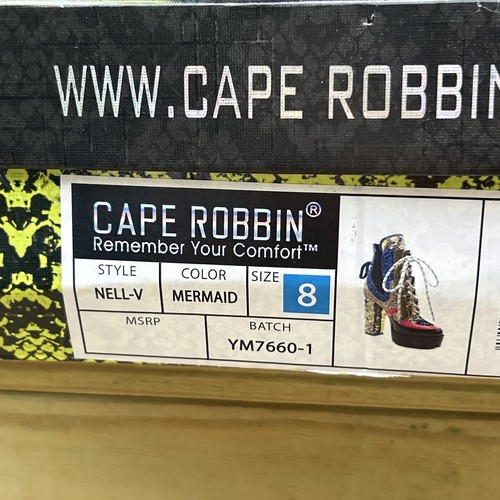 WWW.CAPE ROBBIN
CAPE ROBBIN®
Remember Your Comfort™
STYLE
NELL-V
COLOR
MERMAID
SIZE
8
MSRP
BATCH
YM7660-1